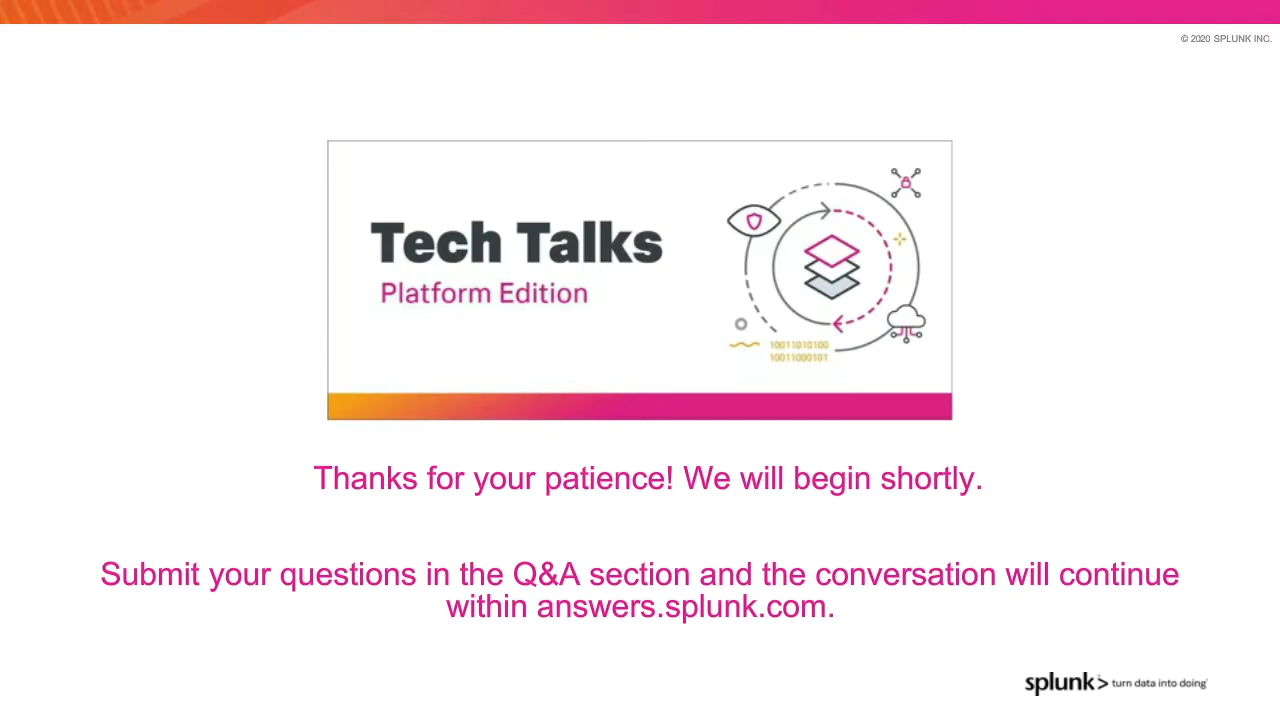 © 2020 SPLUNK INC.
Tech Talks
Platform Edition
10011010100
10011000101
Thanks for your patience! We will begin shortly.
Submit your questions in the Q&A section and the conversation will continue
within answers.splunk.com.
splunk> turn data into doing